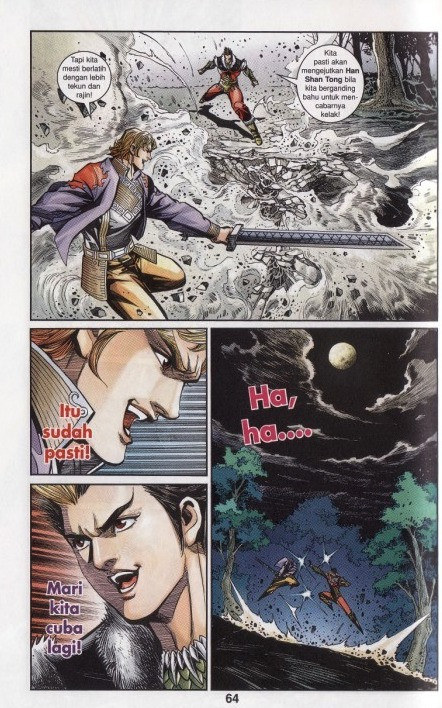 Tapi kita
mesti berlatih
dengan lebih
tekun dan
rajin!
Kita
pasti akan
mengejutkan Han
Shan Tong bila
kita berganding
bahu untuk men-
cabarnya
kelak!
Itu
sudah
pasti!
Mari
kita
cuba
lagi!
Ha,
ha....
64